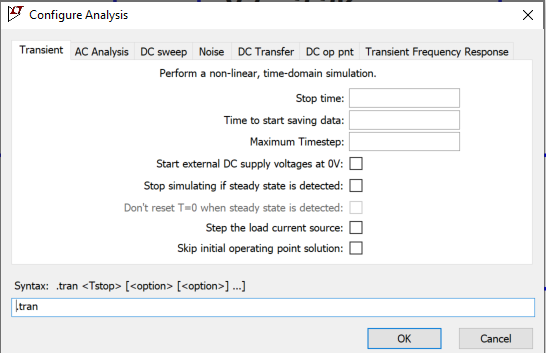 Configure Analysis
Transient AC Analysis DC sweep Noise DC Transfer DC op pnt Transient Frequency Response
Perform a non-linear, time-domain simulation.
Stop time:
Time to start saving data:
Maximum Timestep:
Start external DC supply voltages at 0V:
Stop simulating if steady state is detected:
Don't reset T=0 when steady state is detected:
Step the load current source:
Skip initial operating point solution:
Syntax: .tran <Tstop> [<option> [<option>] ...]
.tran
OK Cancel